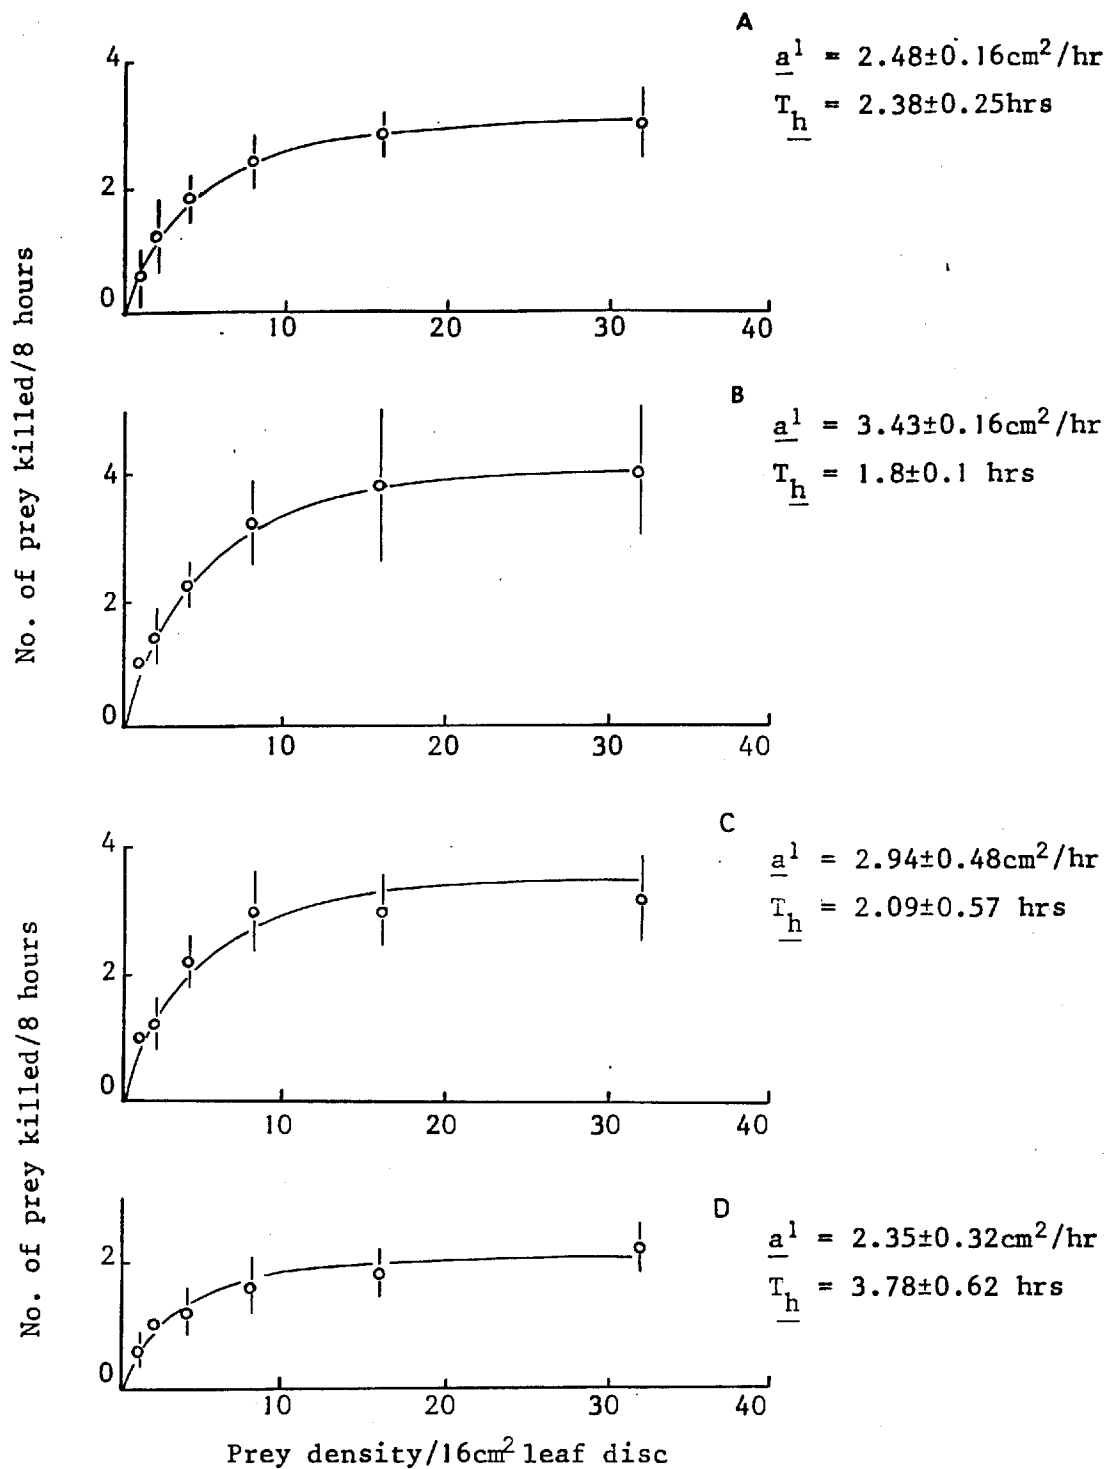 A
a¹ = 2.48±0.16cm²/hr
T_h = 2.38±0.25hrs
4
2
0
10 20 30 40
B
a¹ = 3.43±0.16cm²/hr
T_h = 1.8±0.1 hrs
4
2
0
10 20 30 40
No. of prey killed/8 hours
C
a¹ = 2.94±0.48cm²/hr
T_h = 2.09±0.57 hrs
4
2
0
10 20 30 40
D
a¹ = 2.35±0.32cm²/hr
T_h = 3.78±0.62 hrs
2
0
10 20 30 40
No. of prey killed/8 hours
Prey density/16cm² leaf disc